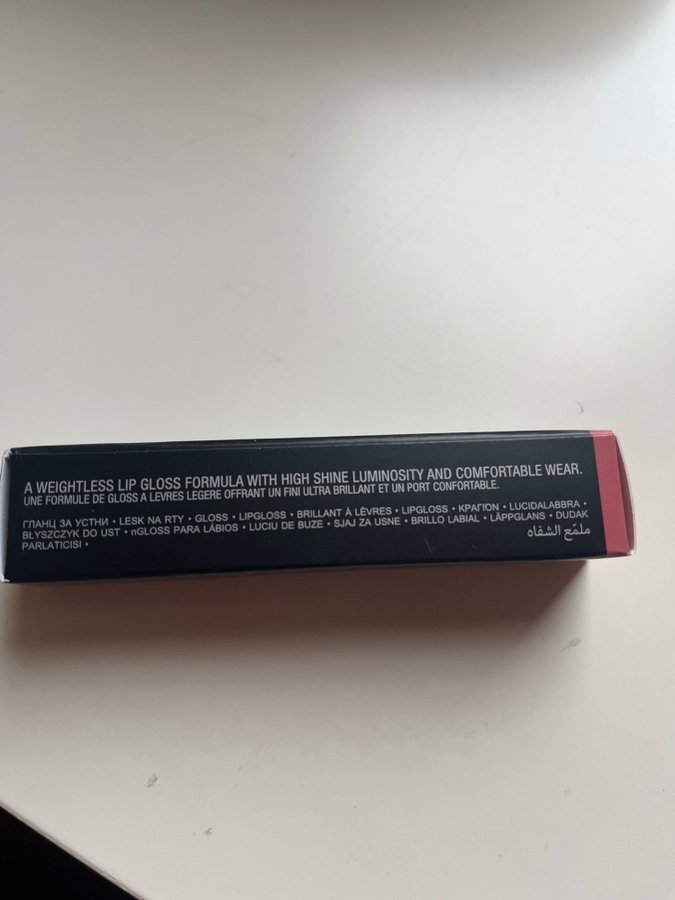 A WEIGHTLESS LIP GLOSS FORMULA WITH HIGH SHINE LUMINOSITY AND COMFORTABLE WEAR.
UNE FORMULE DE GLOSS A LEVRES LEGERE OFFRANT UN FINI ULTRA BRILLANT ET UN PORT CONFORTABLE.
ГЛАНЦ ЗА УСТНИ • LESK NA RTY • GLOSS • LIPGLOSS • BRILLANT À LÈVRES • LIPGLOSS • ΚΡΑΓΙΟΝ • LUCIDALABBRA •
BŁYSZCZYK DO UST • nGLOSS PARA LÁBIOS • LUCIU DE BUZE • SJAJ ZA USNE • BRILLO LABIAL • LÄPPGLANS • DUDAK
PARLATICISI • ملمّع الشفاه